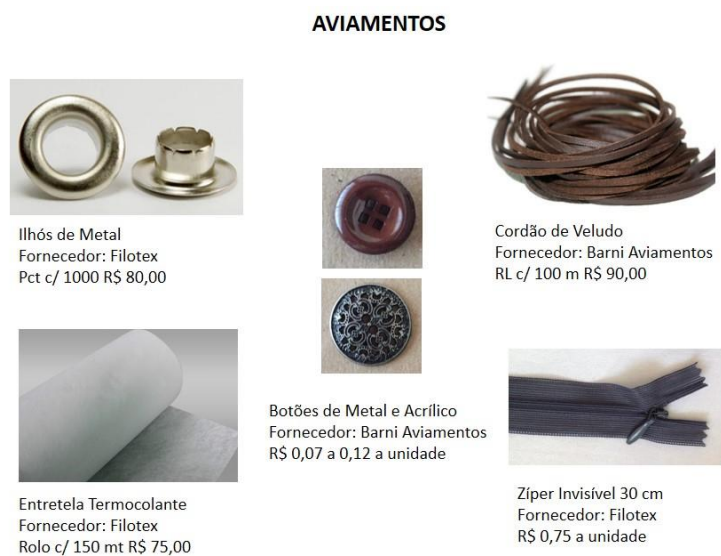 AVIAMENTOS
Ilhós de Metal
Fornecedor: Filotex
Pct c/ 1000 R$ 80,00
Cordão de Veludo
Fornecedor: Barni Aviamentos
RL c/ 100 m R$ 90,00
Botões de Metal e Acrílico
Fornecedor: Barni Aviamentos
R$ 0,07 a 0,12 a unidade
Entretela Termocolante
Fornecedor: Filotex
Rolo c/ 150 mt R$ 75,00
Zíper Invisível 30 cm
Fornecedor: Filotex
R$ 0,75 a unidade